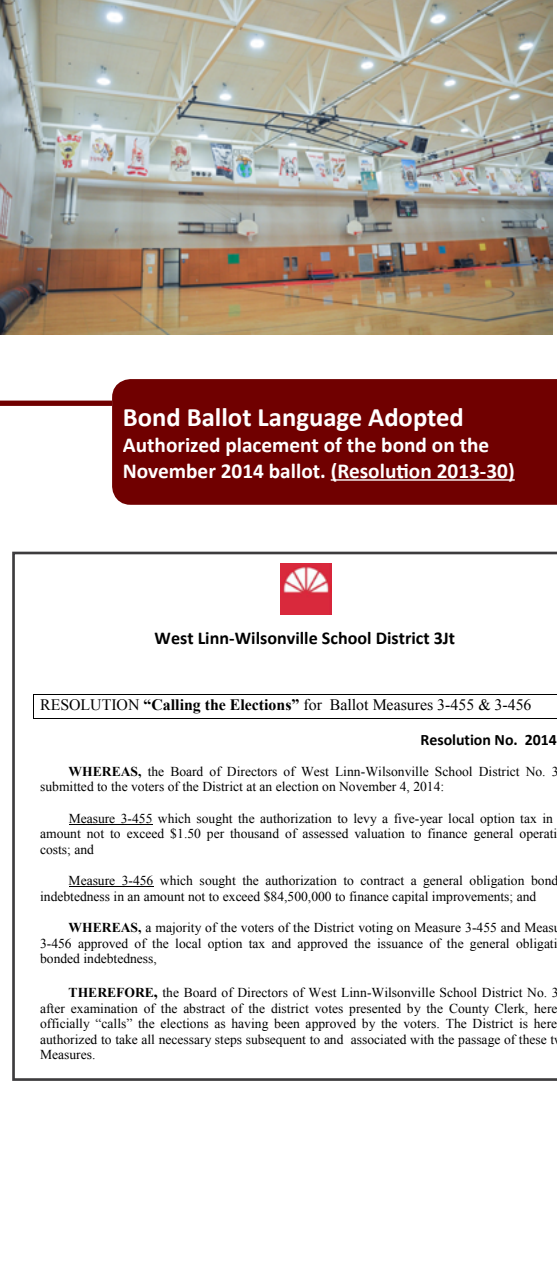 Bond Ballot Language Adopted
Authorized placement of the bond on the
November 2014 ballot. (Resolution 2013-30)
West Linn-Wilsonville School District 3Jt
RESOLUTION “Calling the Elections” for Ballot Measures 3-455 & 3-456
Resolution No. 2014
WHEREAS, the Board of Directors of West Linn-Wilsonville School District No. 3
submitted to the voters of the District at an election on November 4, 2014:
Measure 3-455 which sought the authorization to levy a five-year local option tax in
amount not to exceed $1.50 per thousand of assessed valuation to finance general operati
costs; and
Measure 3-456 which sought the authorization to contract a general obligation bond
indebtedness in an amount not to exceed $84,500,000 to finance capital improvements; and
WHEREAS, a majority of the voters of the District voting on Measure 3-455 and Measu
3-456 approved of the local option tax and approved the issuance of the general obligati
bonded indebtedness,
THEREFORE, the Board of Directors of West Linn-Wilsonville School District No. 3
after examination of the abstract of the district votes presented by the County Clerk, here
officially “calls” the elections as having been approved by the voters. The District is here
authorized to take all necessary steps subsequent to and associated with the passage of these tw
Measures.